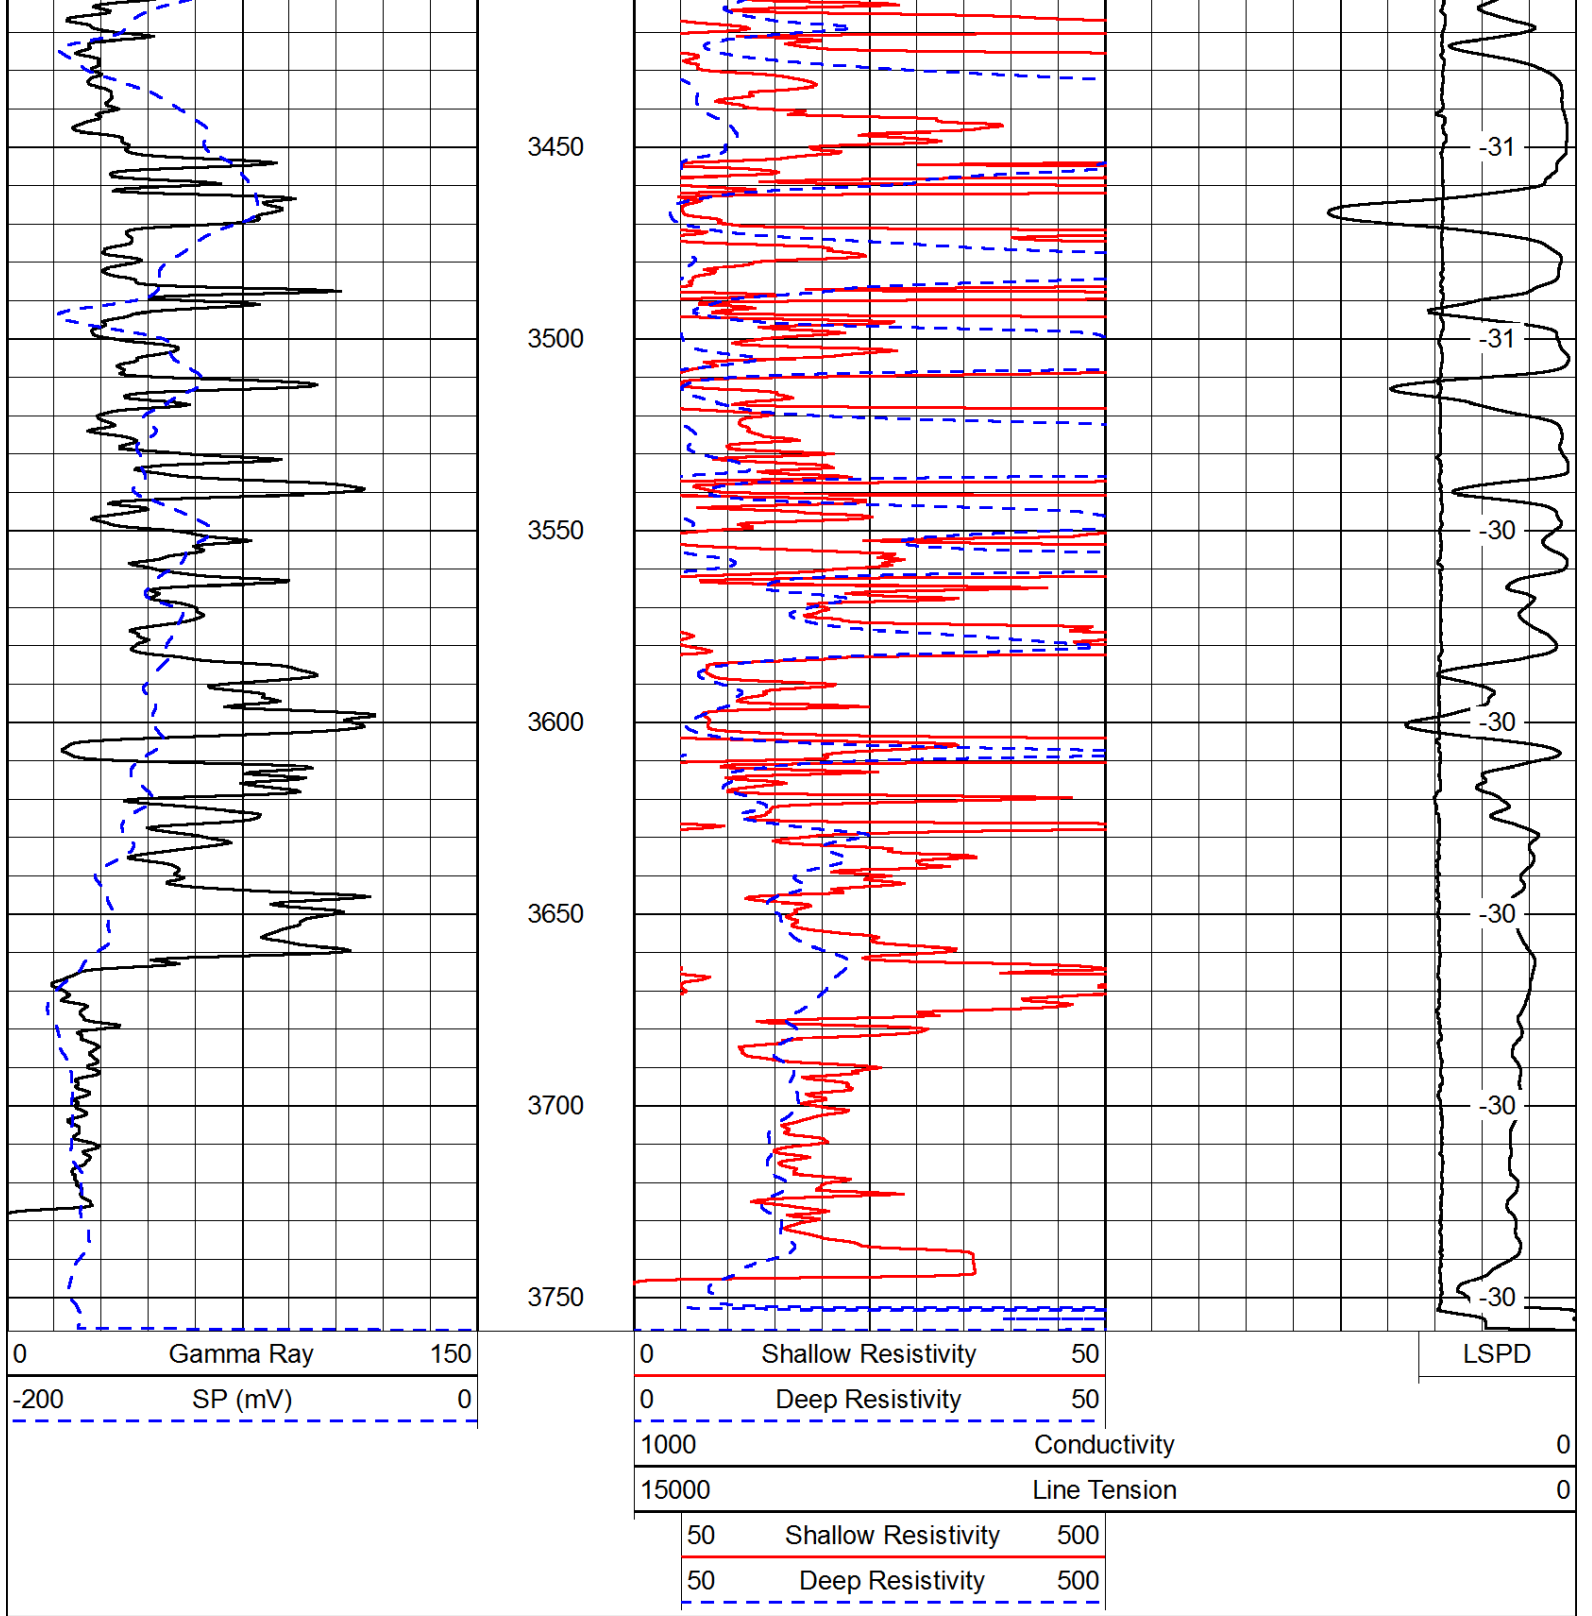 3450 -31
3500 -31
3550 -30
3600 -30
3650 -30
3700 -30
3750 -30
0 Gamma Ray 150
-200 SP (mV) 0
0 Shallow Resistivity 50
0 Deep Resistivity 50
LSPD
1000 Conductivity 0
15000 Line Tension 0
50 Shallow Resistivity 500
50 Deep Resistivity 500